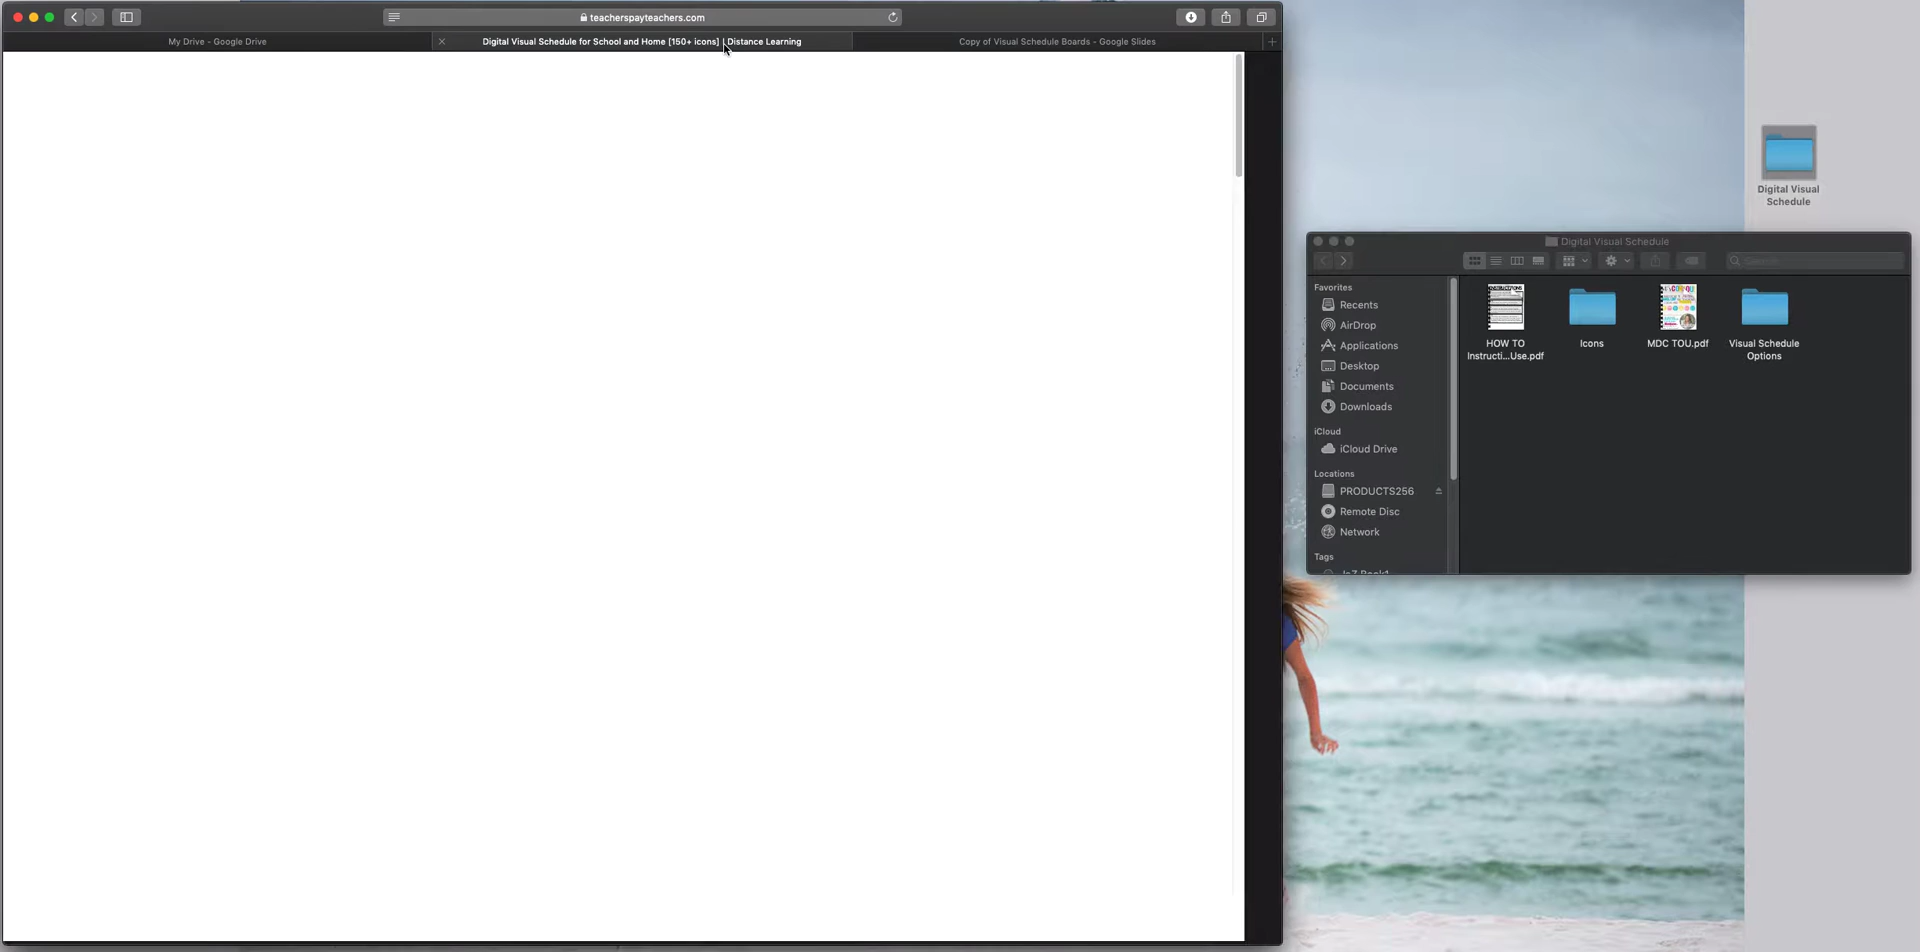 teacherspayteachers.com
My Drive - Google Drive
Digital Visual Schedule for School and Home [150+ icons] | Distance Learning
Copy of Visual Schedule Boards - Google Slides
Digital Visual
Schedule
Digital Visual Schedule
Search
Favorites
Recents
AirDrop
Applications
Desktop
Documents
Downloads
iCloud
iCloud Drive
Locations
PRODUCTS256
Remote Disc
Network
Tags
HOW TO
Instructi...Use.pdf
Icons
MDC TOU.pdf
Visual Schedule
Options